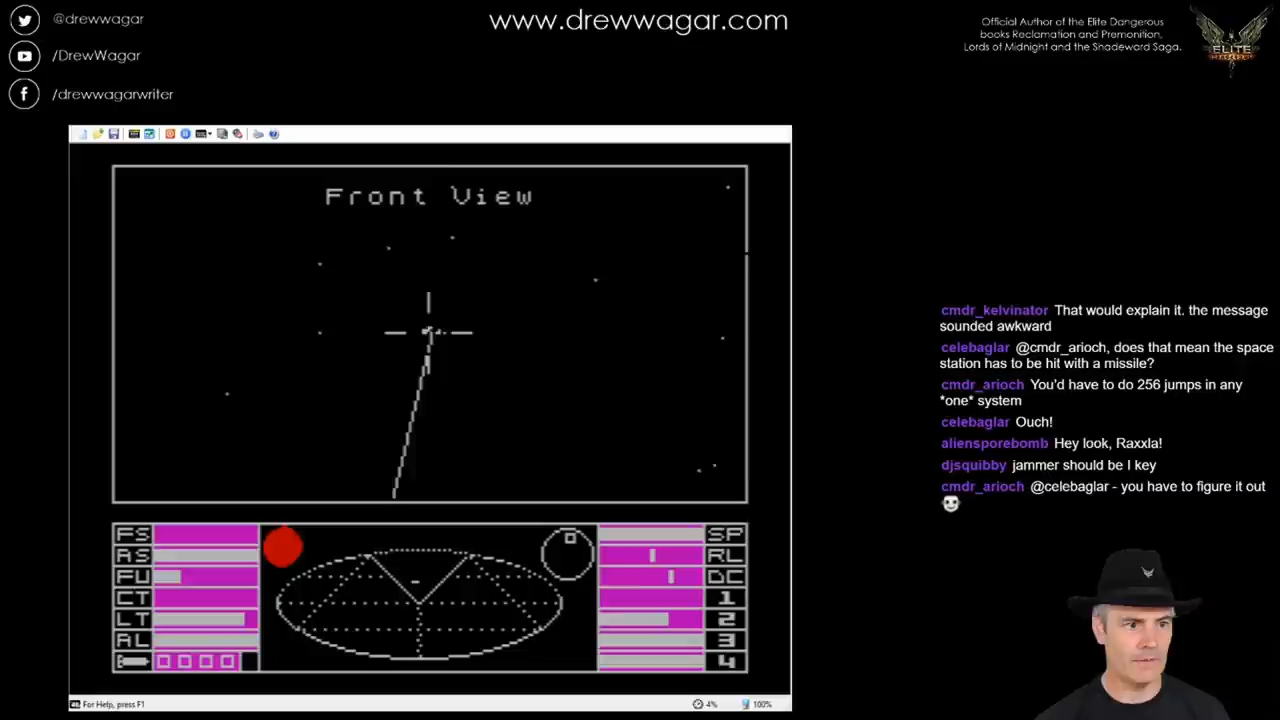 @drewwagar
/DrewWagar
/drewwagarwriter
www.drewwagar.com
Official Author of the Elite Dangerous
books Reclamation and Premonition,
Lords of Midnight and the Shadeward Saga.
ELITE
Front View
FS
AS
FU
CT
LT
AL
SP
RL
DC
1
2
3
4
For Help, press F1
4%
100%
cmdr_kelvinator That would explain it. the message
sounded awkward
celebaglar @cmdr_arioch, does that mean the space
station has to be hit with a missile?
cmdr_arioch You'd have to do 256 jumps in any
*one* system
celebaglar Ouch!
aliensporebomb Hey look, Raxxla!
djsquibby jammer should be I key
cmdr_arioch @celebaglar - you have to figure it out